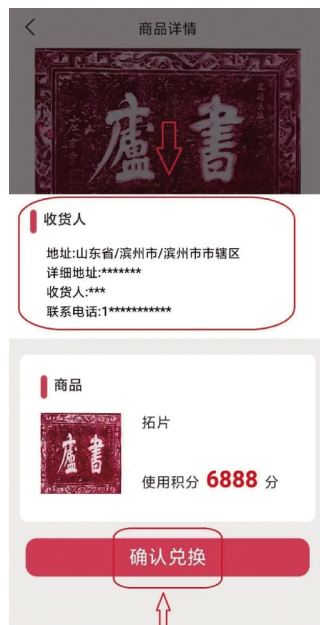 商品详情
廬書
收货人
地址:山东省/滨州市/滨州市市辖区
详细地址:*******
收货人:***
联系电话:1***********
商品
廬書
拓片
使用积分 6888 分
确认兑换